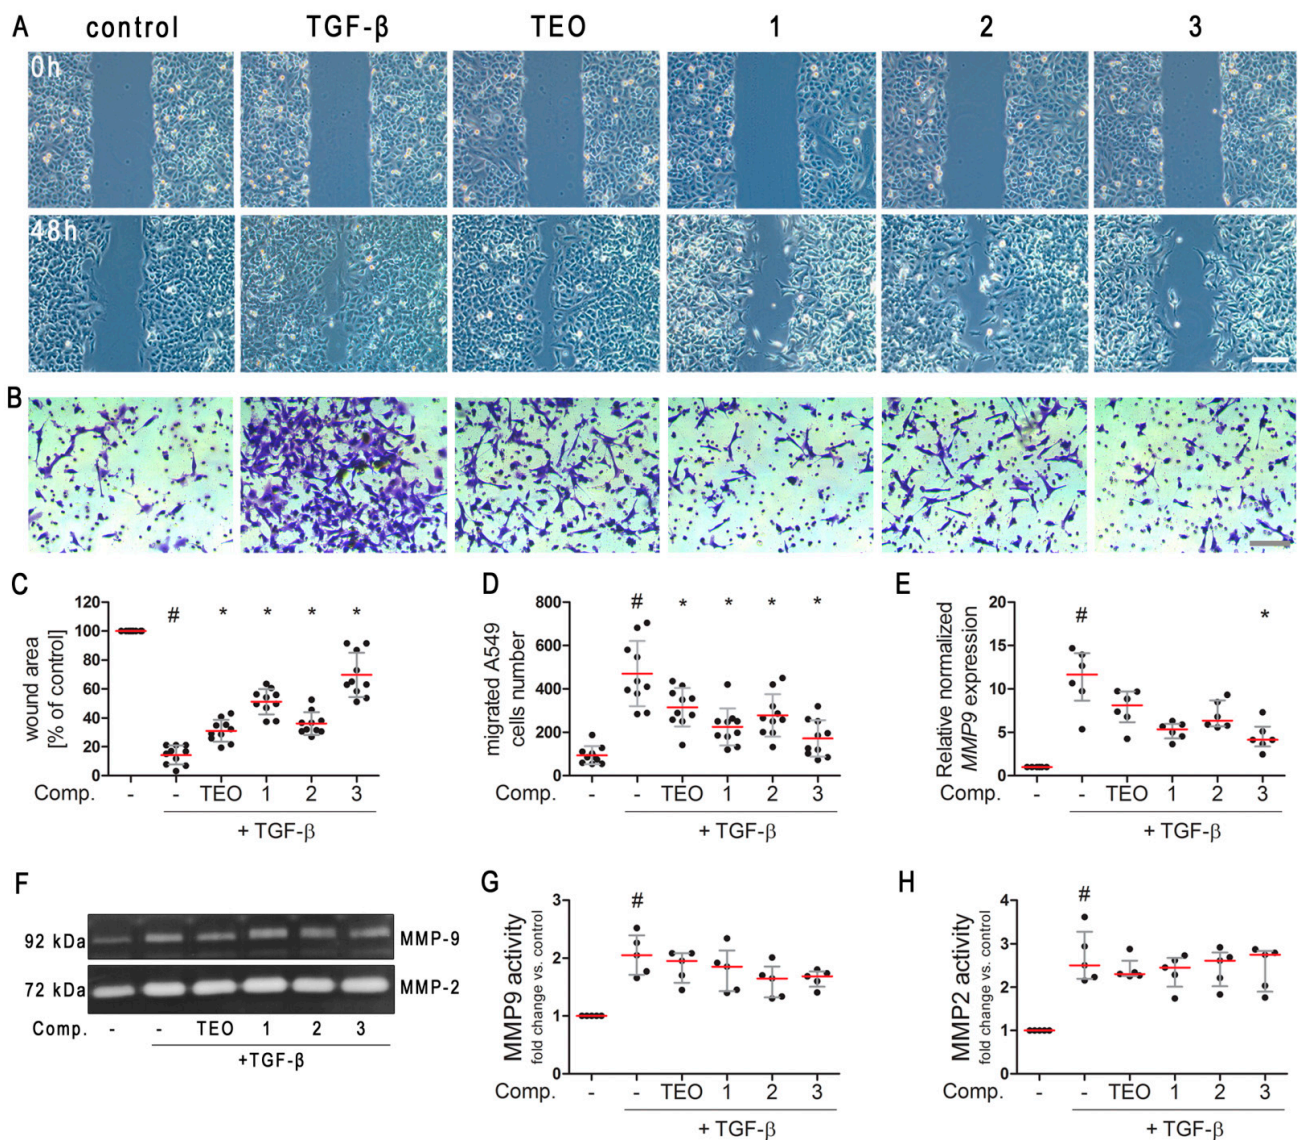 A control TGF-β TEO 1 2 3
0h
48h
B
C
wound area
[% of control]
120
100
80
60
40
20
0
# * * * *
Comp. - - TEO 1 2 3
+ TGF-β
D
migrated A549
cells number
800
600
400
200
0
# * * * *
- - TEO 1 2 3
+ TGF-β
E
Relative normalized
MMP9 expression
20
15
10
5
0
# *
Comp. - - TEO 1 2 3
+ TGF-β
F
92 kDa MMP-9
72 kDa MMP-2
Comp. - - TEO 1 2 3
+TGF-β
G
MMP9 activity
fold change vs. control
3
2
1
0
#
Comp. - - TEO 1 2 3
+ TGF-β
H
MMP2 activity
fold change vs. control
4
3
2
1
0
#
Comp. - - TEO 1 2 3
+ TGF-β